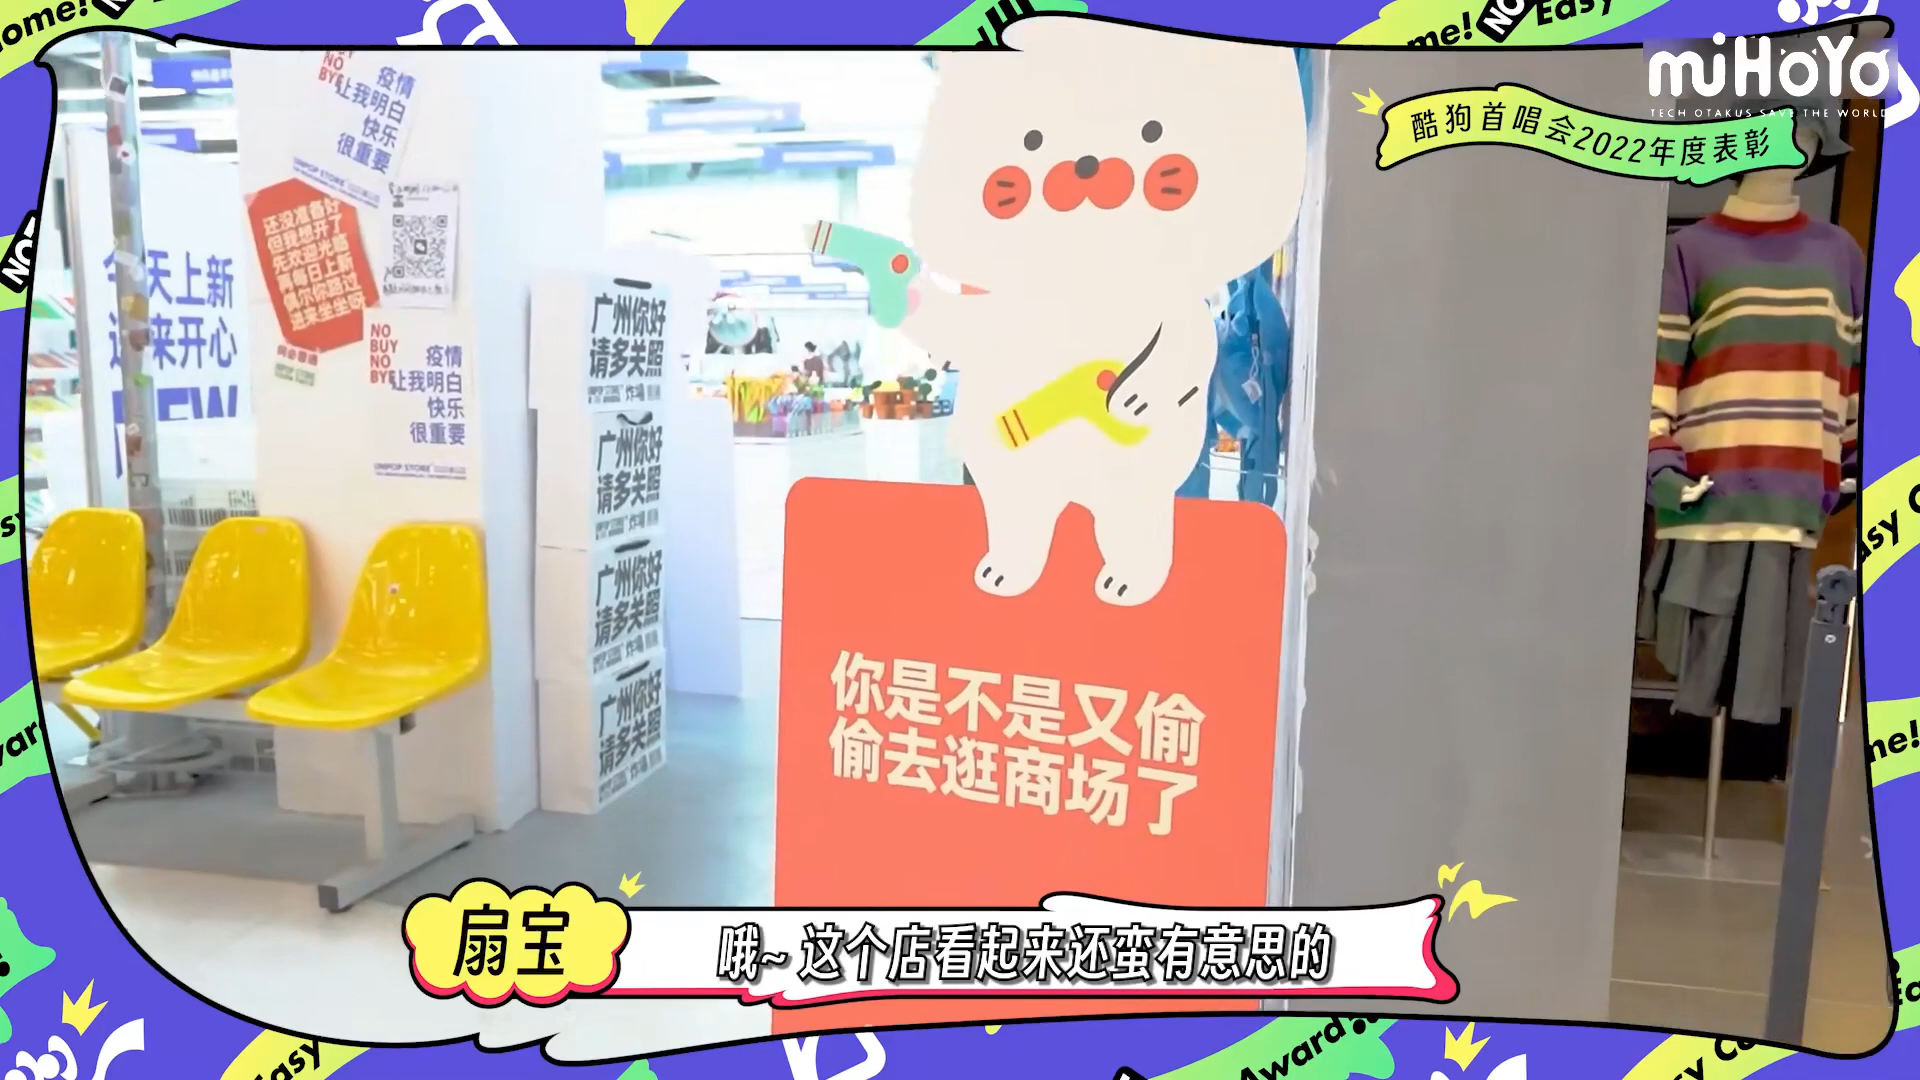 miHoYo
TECH OTAKUS SAVE THE WORLD
酷狗首唱会2022年度表彰
NO
BYE
疫情
让我明白
快乐
很重要
UNIPOP STORE
还没准备好
但我想开了
先欢迎光临
偶尔你路过
进来坐坐呀
天上新
来开心
NEW
NO
BUY
NO
BYE
疫情
让我明白
快乐
很重要
UNIPOP STORE
广州你好
请多关照
广州你好
请多关照
广州你好
请多关照
广州你好
请多关照
你是不是又偷
偷去逛商场了
扇宝
哦~这个店看起来还蛮有意思的